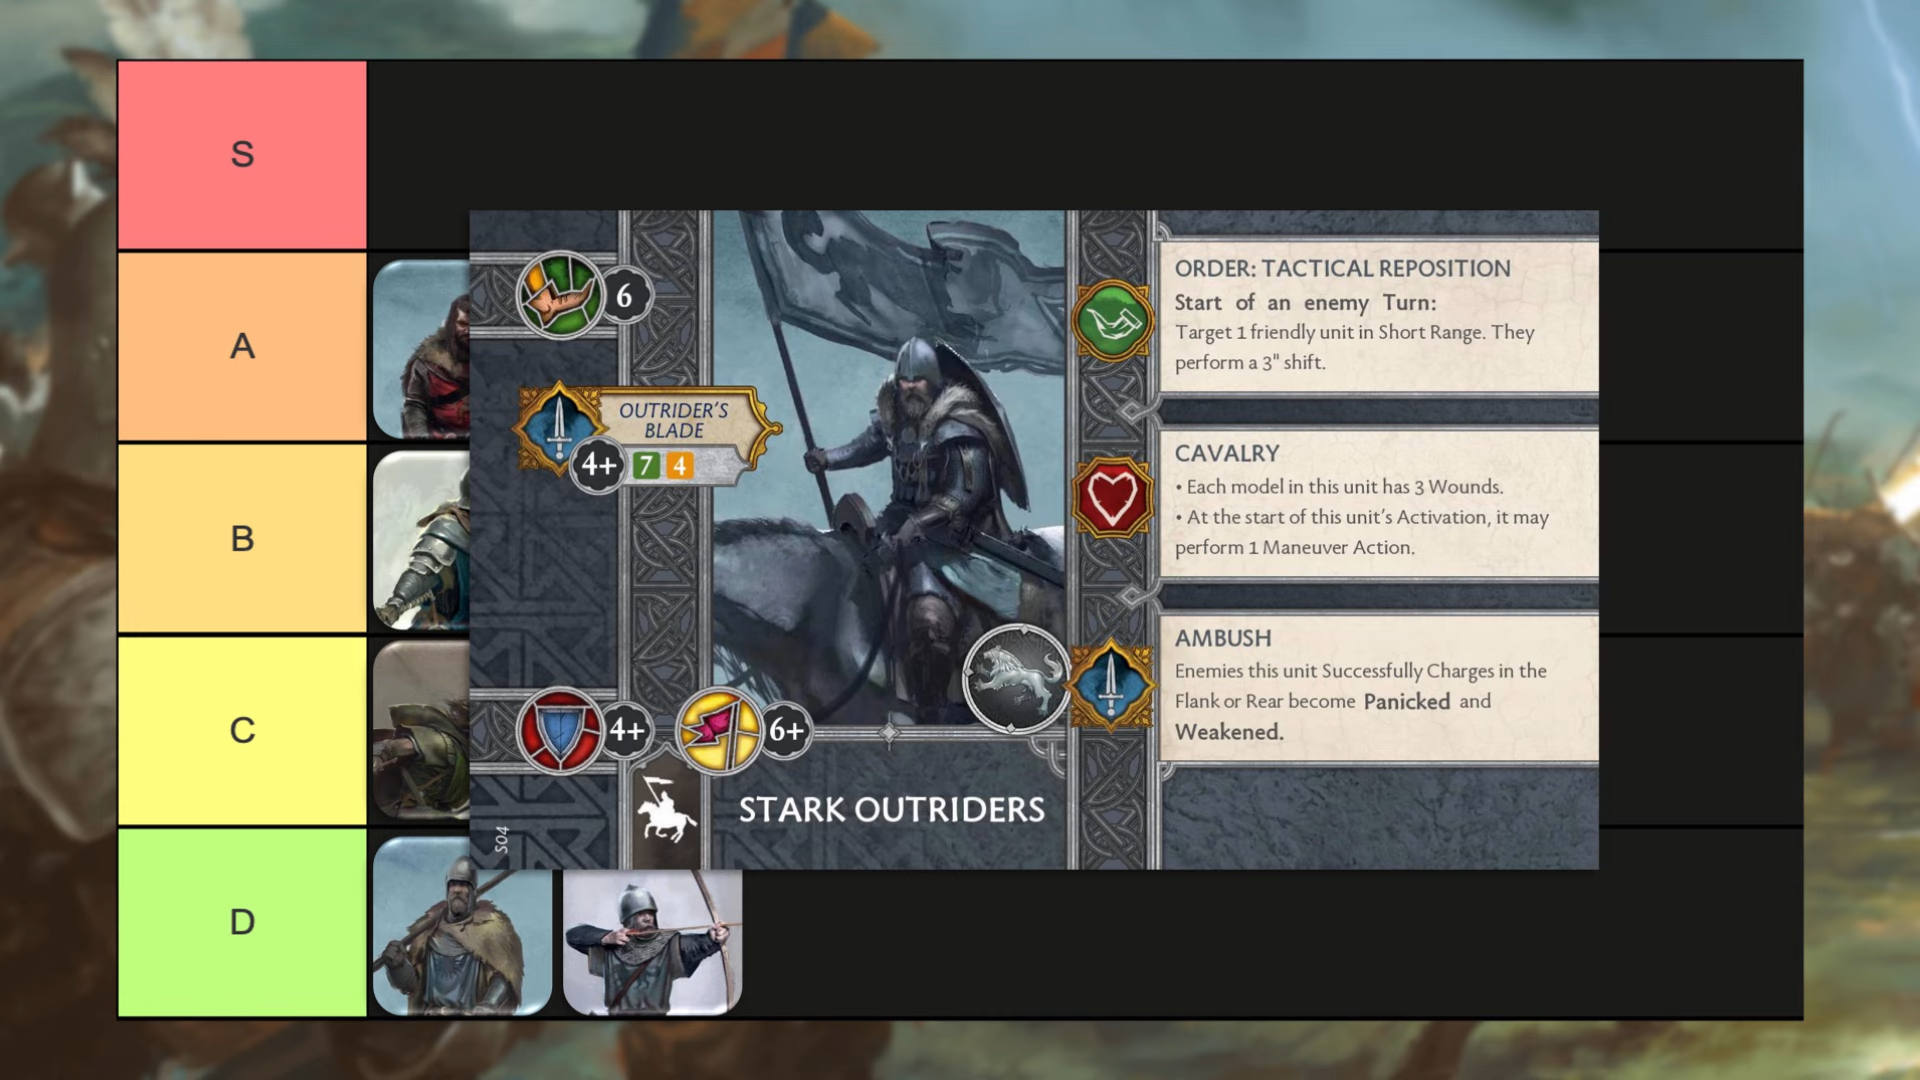 S
A
B
C
D
6
OUTRIDER'S
BLADE
4+ 7 4
4+ 6+
STARK OUTRIDERS
S04
ORDER: TACTICAL REPOSITION
Start of an enemy Turn:
Target 1 friendly unit in Short Range. They
perform a 3" shift.
CAVALRY
• Each model in this unit has 3 Wounds.
• At the start of this unit's Activation, it may
perform 1 Maneuver Action.
AMBUSH
Enemies this unit Successfully Charges in the
Flank or Rear become Panicked and
Weakened.